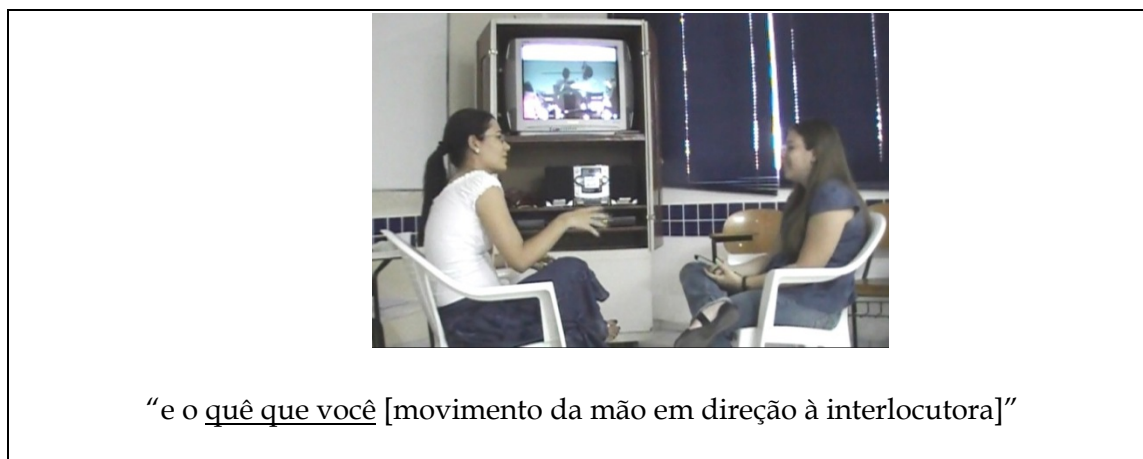 “e o quê que você [movimento da mão em direção à interlocutora]”